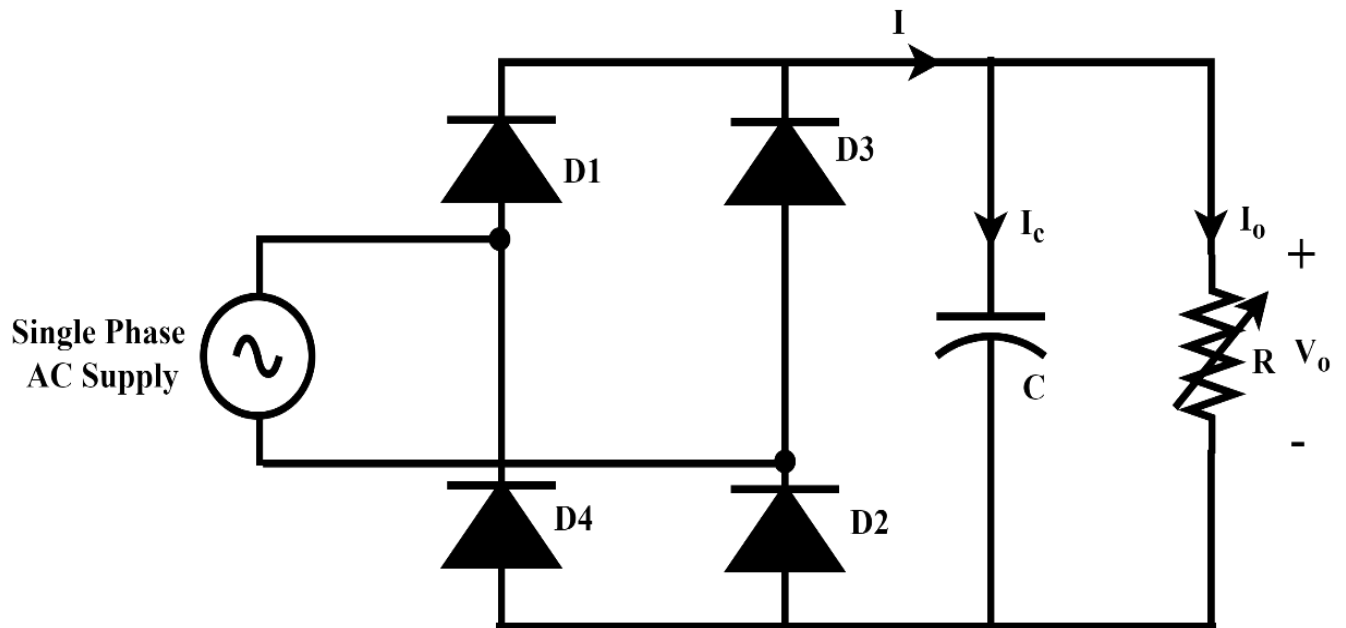 I
D1
D3
I_c
I_o
+
Single Phase
AC Supply
R
V_o
C
-
D4
D2